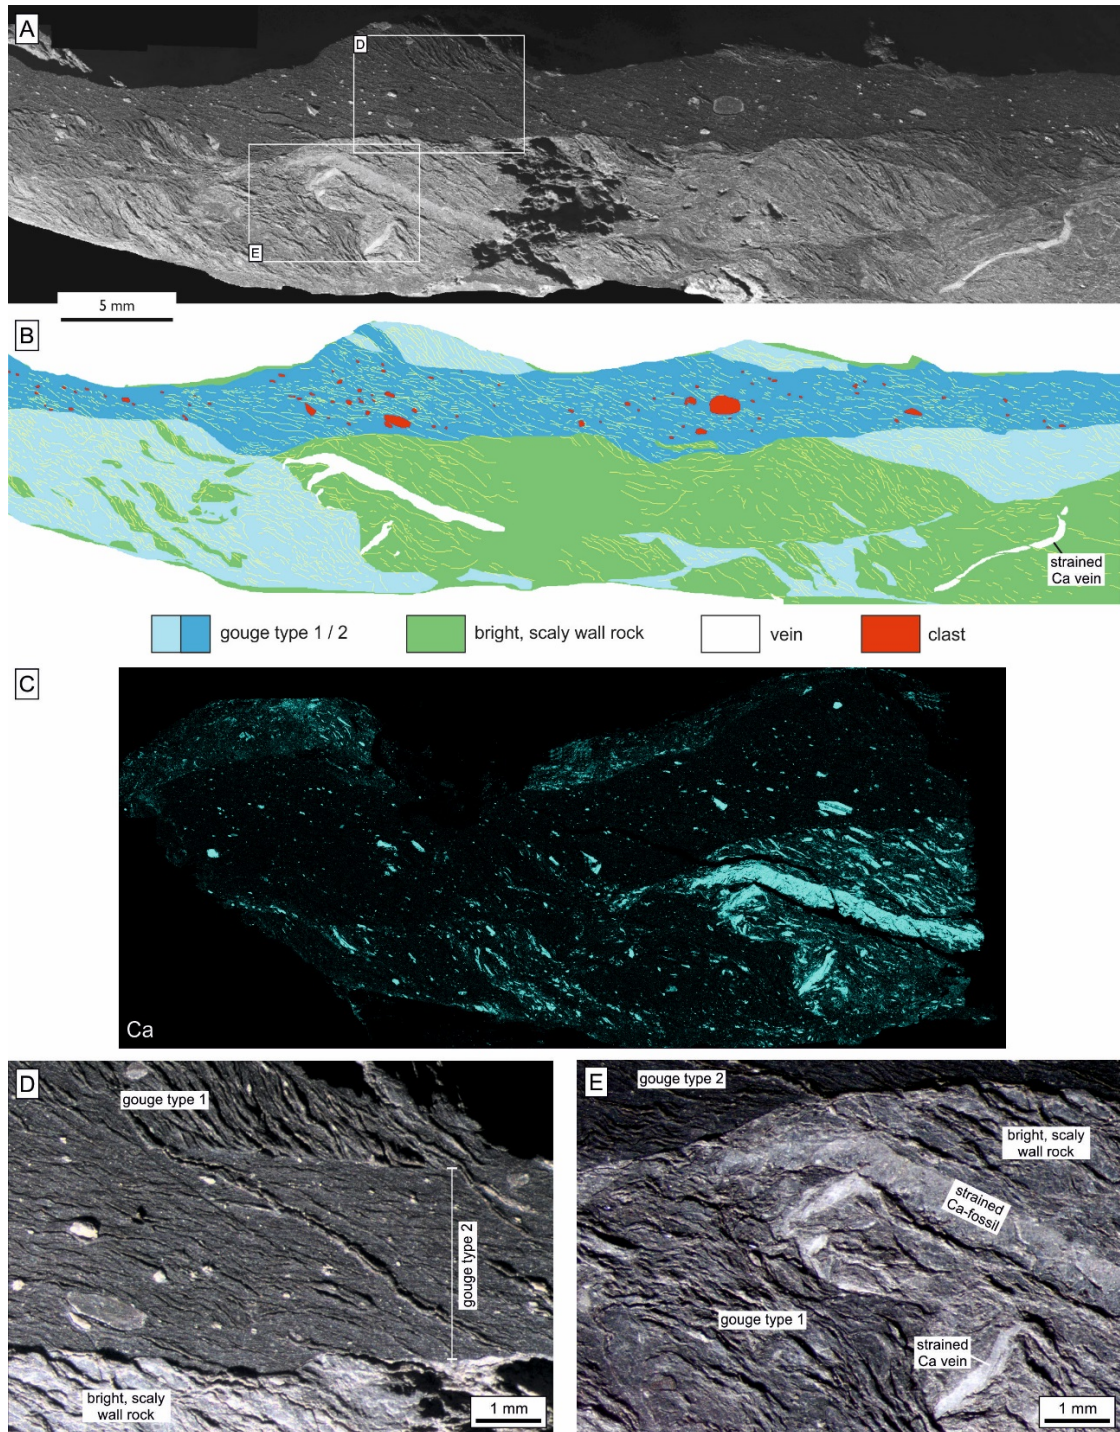 A
D
E
5 mm
B
strained
Ca vein
gouge type 1 / 2
bright, scaly wall rock
vein
clast
C
Ca
D
gouge type 1
gouge type 2
bright, scaly
wall rock
1 mm
E
gouge type 2
bright, scaly
wall rock
strained
Ca-fossil
gouge type 1
strained
Ca vein
1 mm